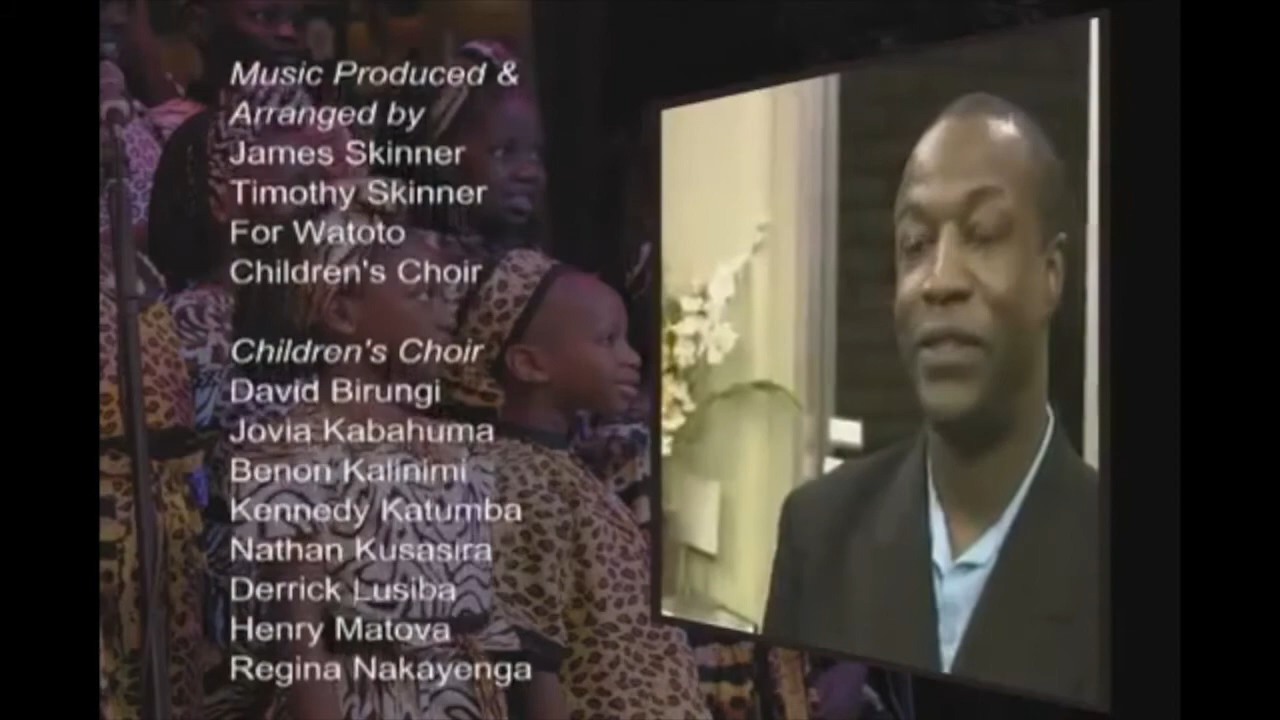 Music Produced &
Arranged by
James Skinner
Timothy Skinner
For Watoto
Children's Choir
Children's Choir
David Birungi
Jovia Kabahuma
Benon Kalinimi
Kennedy Katumba
Nathan Kusasira
Derrick Lusiba
Henry Matova
Regina Nakayenga